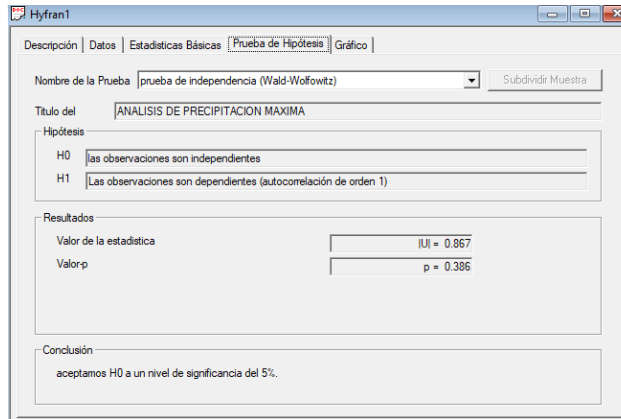 Hyfran1
Descripción Datos Estadisticas Básicas Prueba de Hipótesis Gráfico
Nombre de la Prueba prueba de independencia (Wald-Wolfowitz) Subdividir Muestra
Titulo del ANALISIS DE PRECIPITACION MAXIMA
Hipótesis
H0 las observaciones son independientes
H1 Las observaciones son dependientes (autocorrelación de orden 1)
Resultados
Valor de la estadistica |U| = 0.867
Valor-p p = 0.386
Conclusión
aceptamos H0 a un nivel de significancia del 5%.